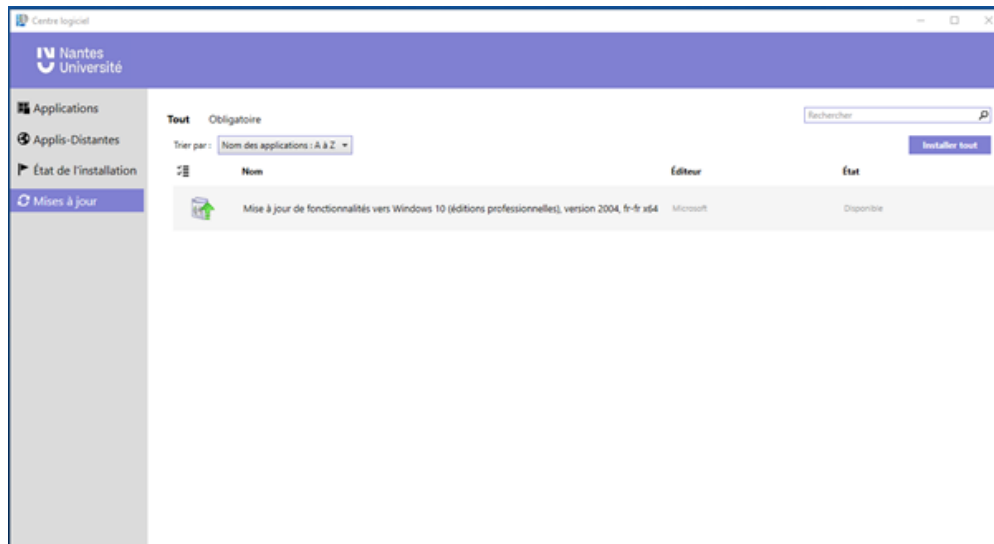 Centre logiciel
Nantes
Université
Applications
Applis-Distantes
État de l'installation
Mises à jour
Tout Obligatoire
Rechercher
Trier par : Nom des applications : A à Z
Installer tout
Nom Éditeur État
Mise à jour de fonctionnalités vers Windows 10 (éditions professionnelles), version 2004, fr-fr x64 Microsoft Disponible